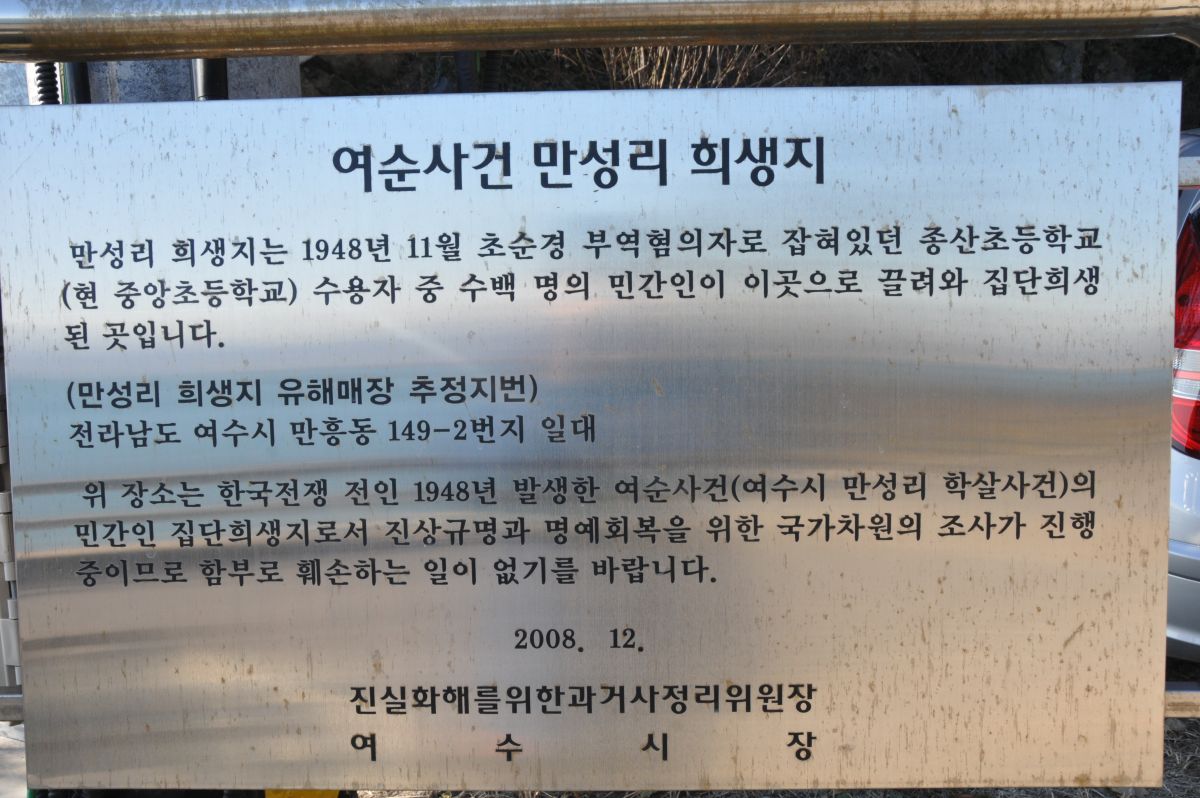 여순사건 만성리 희생지
만성리 희생지는 1948년 11월 초순경 부역혐의자로 잡혀있던 종산초등학교
(현 중앙초등학교) 수용자 중 수백 명의 민간인이 이곳으로 끌려와 집단희생
된 곳입니다.
(만성리 희생지 유해매장 추정지번)
전라남도 여수시 만흥동 149-2번지 일대
위 장소는 한국전쟁 전인 1948년 발생한 여순사건(여수시 만성리 학살사건)의
민간인 집단희생지로서 진상규명과 명예회복을 위한 국가차원의 조사가 진행
중이므로 함부로 훼손하는 일이 없기를 바랍니다.
2008. 12.
진실화해를위한과거사정리위원장
여 수 시 장